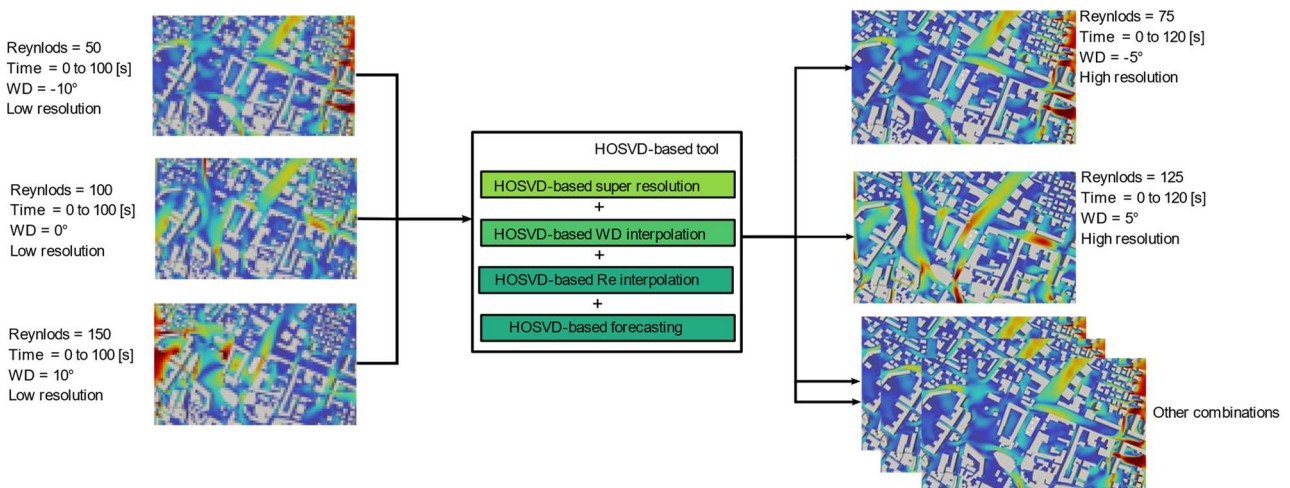 Reynlods = 50
Time = 0 to 100 [s]
WD = -10°
Low resolution
Reynlods = 100
Time = 0 to 100 [s]
WD = 0°
Low resolution
Reynlods = 150
Time = 0 to 100 [s]
WD = 10°
Low resolution
HOSVD-based tool
HOSVD-based super resolution
+
HOSVD-based WD interpolation
+
HOSVD-based Re interpolation
+
HOSVD-based forecasting
Reynlods = 75
Time = 0 to 120 [s]
WD = -5°
High resolution
Reynlods = 125
Time = 0 to 120 [s]
WD = 5°
High resolution
Other combinations